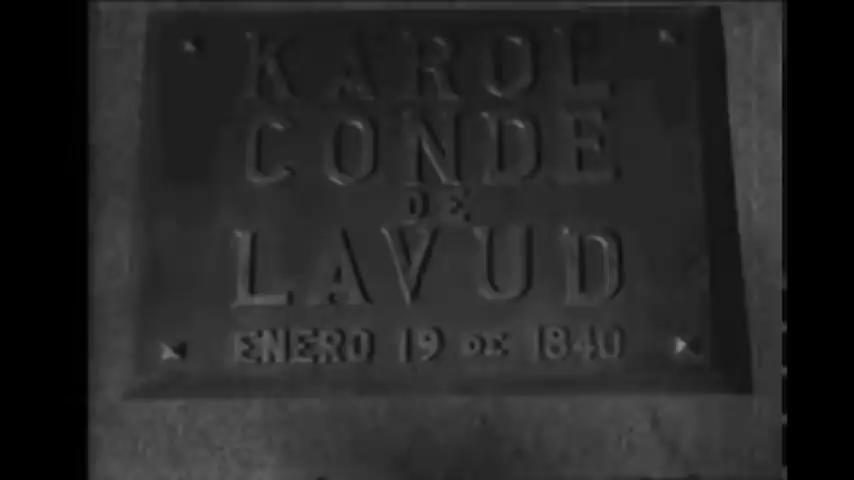 KAROL
CONDE
DE
LAVUD
ENERO 19 DE 1840